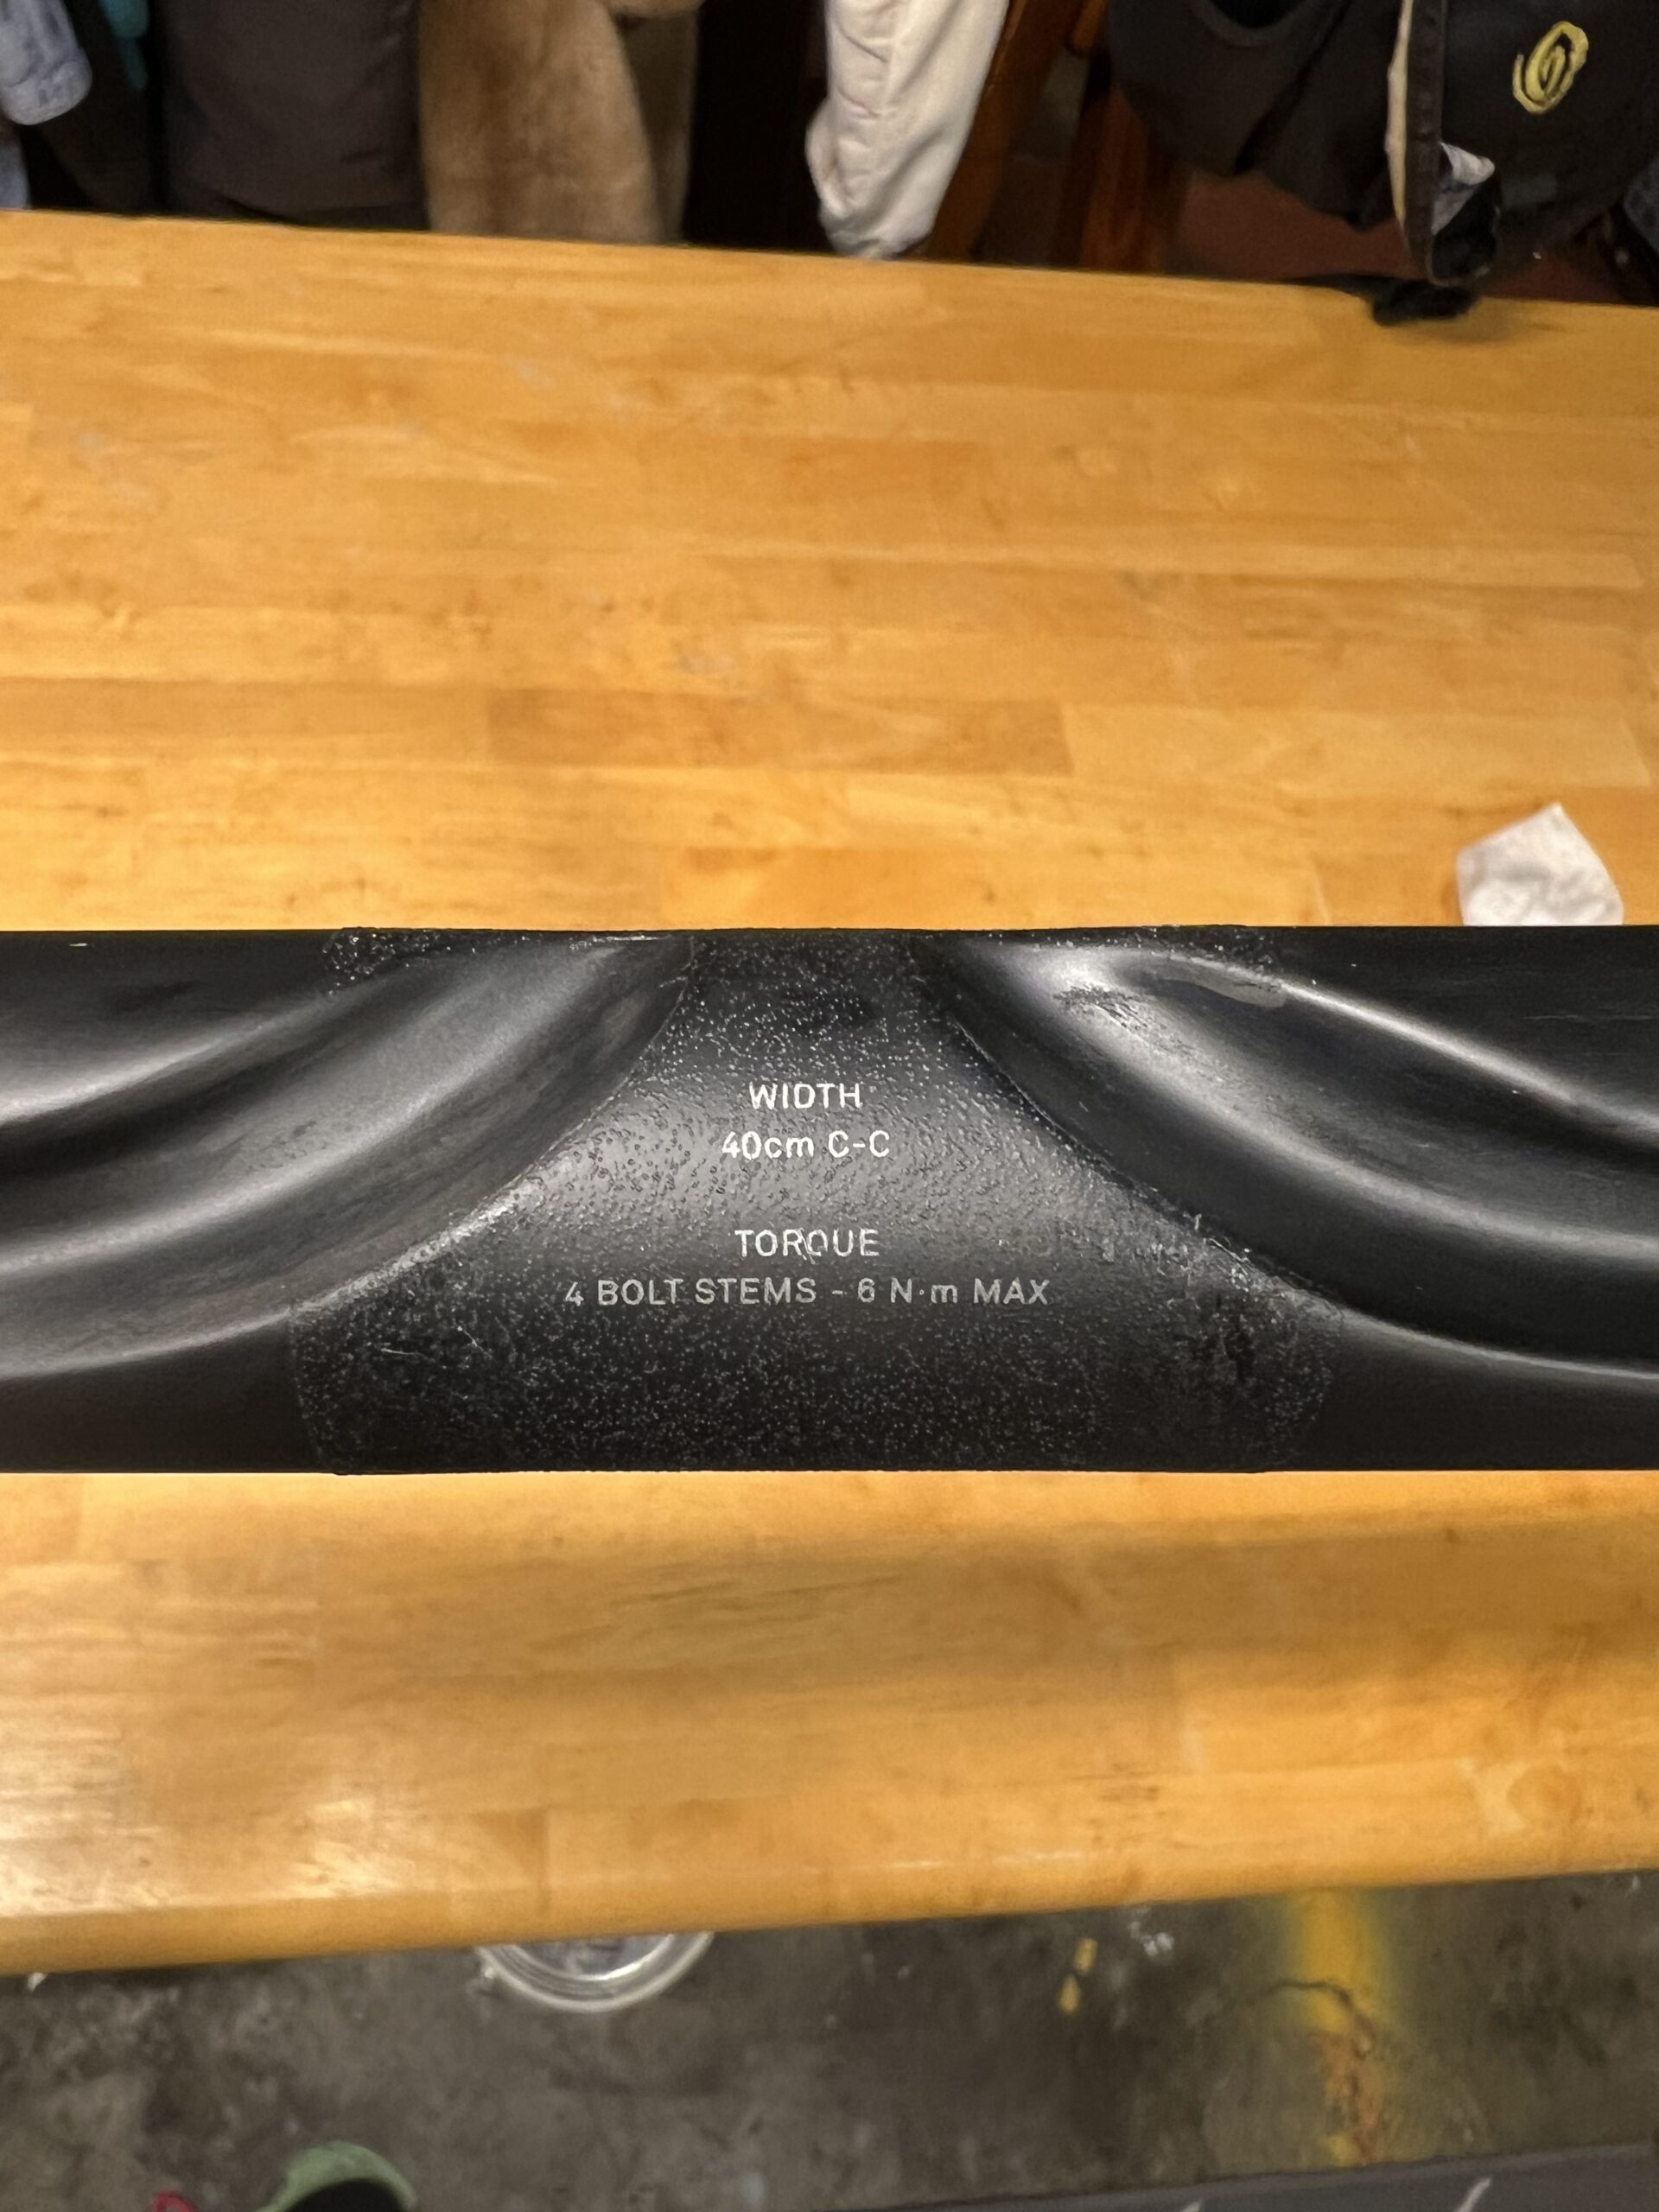 WIDTH
40cm C-C
TORQUE
4 BOLT STEMS - 6 N·m MAX